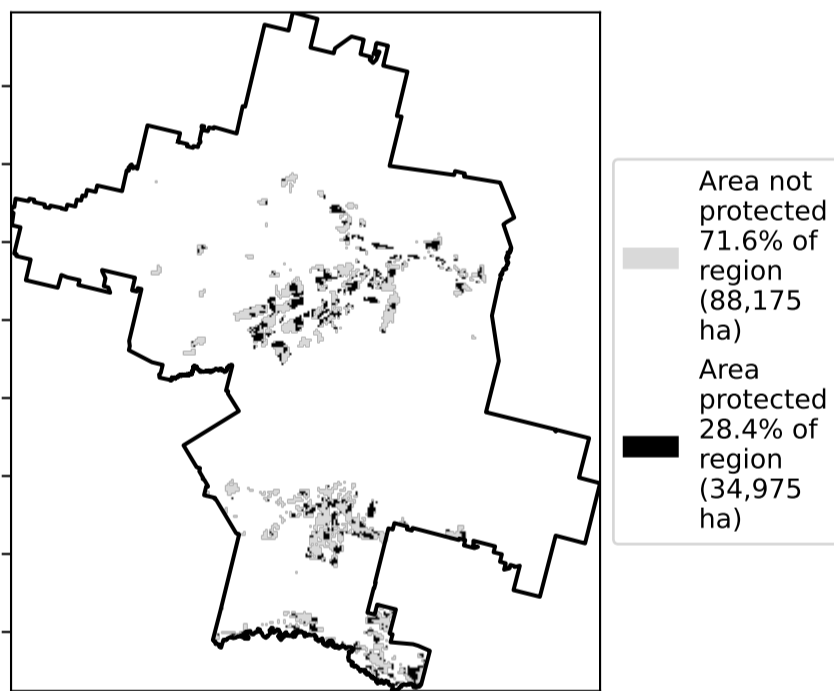 Area not
protected
71.6% of
region
(88,175
ha)
Area
protected
28.4% of
region
(34,975
ha)